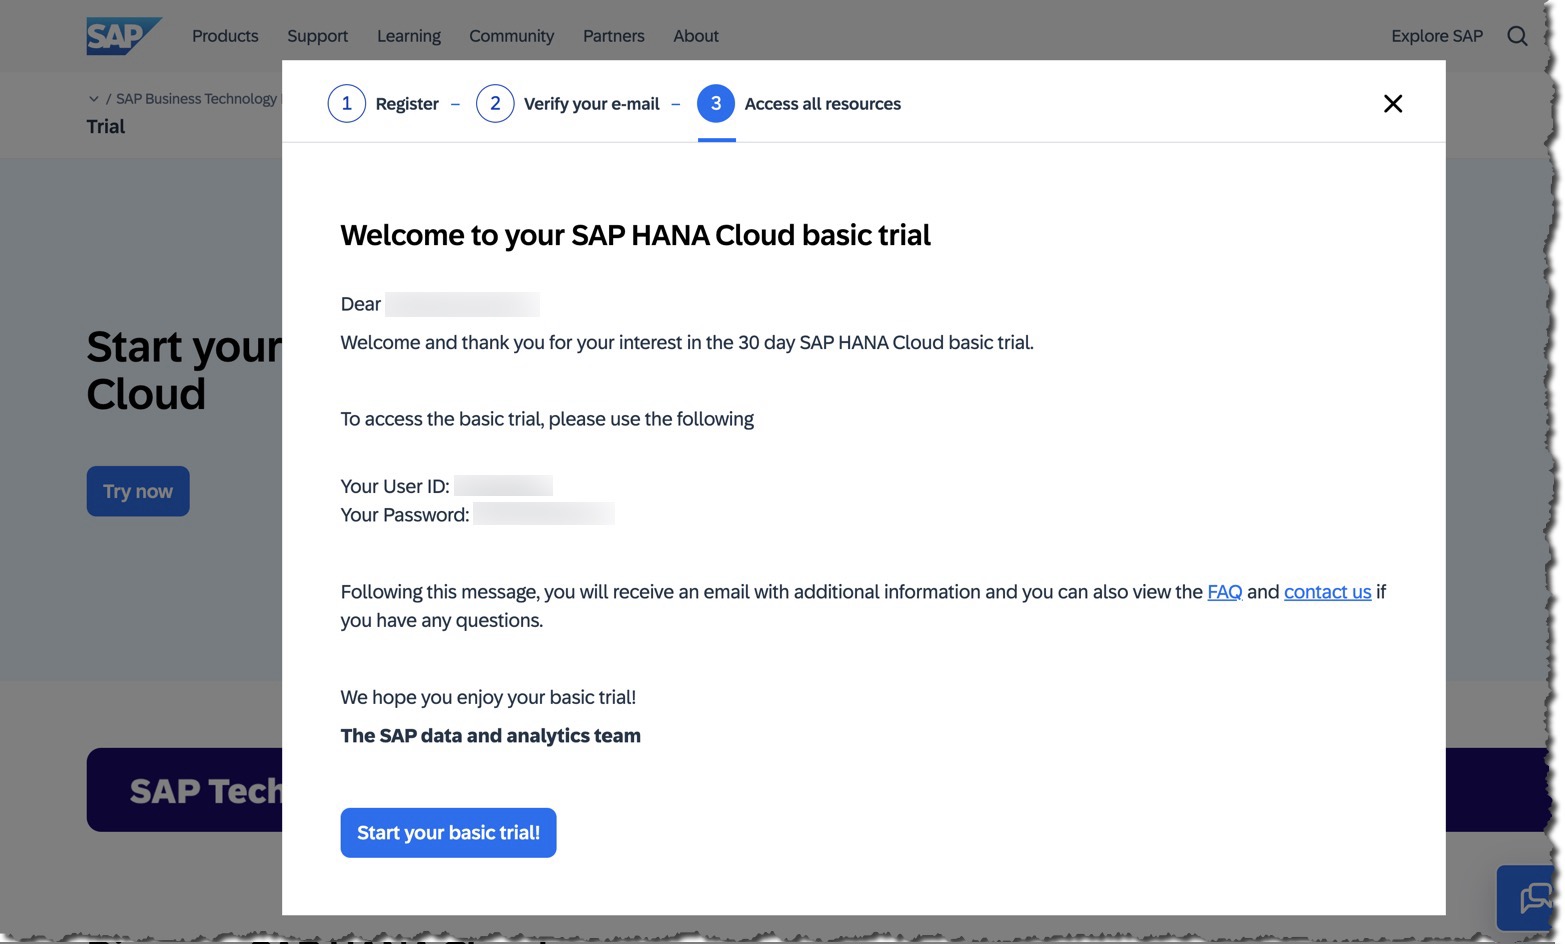 SAP Products Support Learning Community Partners About Explore SAP
/ SAP Business Technology
Trial
1 Register – 2 Verify your e-mail – 3 Access all resources
Welcome to your SAP HANA Cloud basic trial
Dear
Welcome and thank you for your interest in the 30 day SAP HANA Cloud basic trial.
To access the basic trial, please use the following
Your User ID:
Your Password:
Following this message, you will receive an email with additional information and you can also view the FAQ and contact us if
you have any questions.
We hope you enjoy your basic trial!
The SAP data and analytics team
Start your basic trial!
Start your
Cloud
Try now
SAP Tech